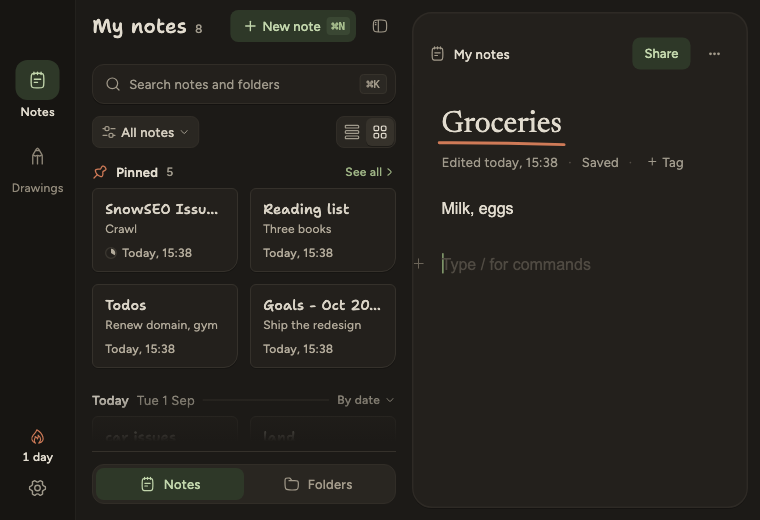 My notes 8
+ New note ⌘N
Search notes and folders ⌘K
All notes
Notes
Drawings
Pinned 5
See all >
SnowSEO Issu...
Crawl
Today, 15:38
Reading list
Three books
Today, 15:38
Todos
Renew domain, gym
Today, 15:38
Goals - Oct 20...
Ship the redesign
Today, 15:38
Today Tue 1 Sep
By date
car issues
land
1 day
Notes
Folders
My notes
Share
Groceries
Edited today, 15:38 · Saved · + Tag
Milk, eggs
Type / for commands